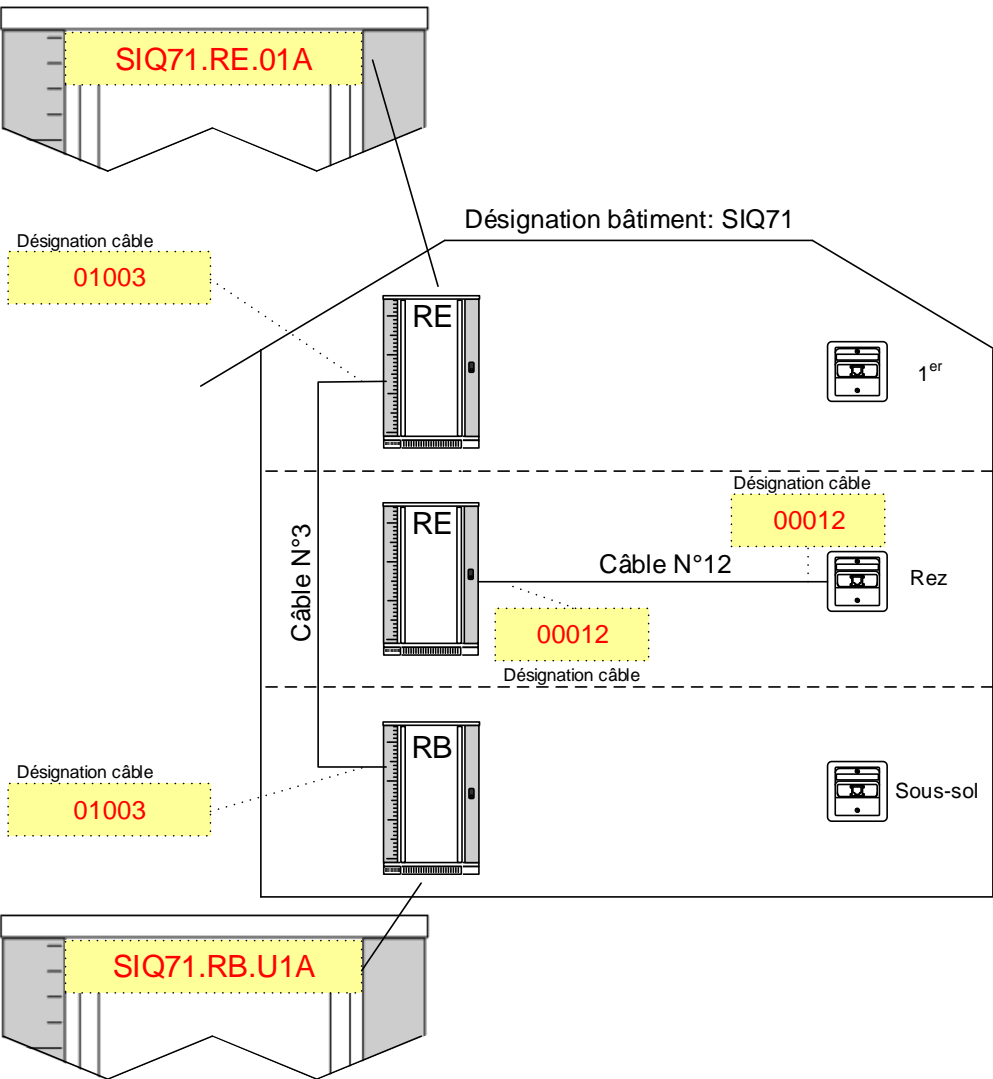 SIQ71.RE.01A
Désignation bâtiment: SIQ71
Désignation câble
01003
RE
1er
Désignation câble
00012
RE
Câble N°3
Câble N°12
Rez
00012
Désignation câble
RB
Désignation câble
01003
Sous-sol
SIQ71.RB.U1A